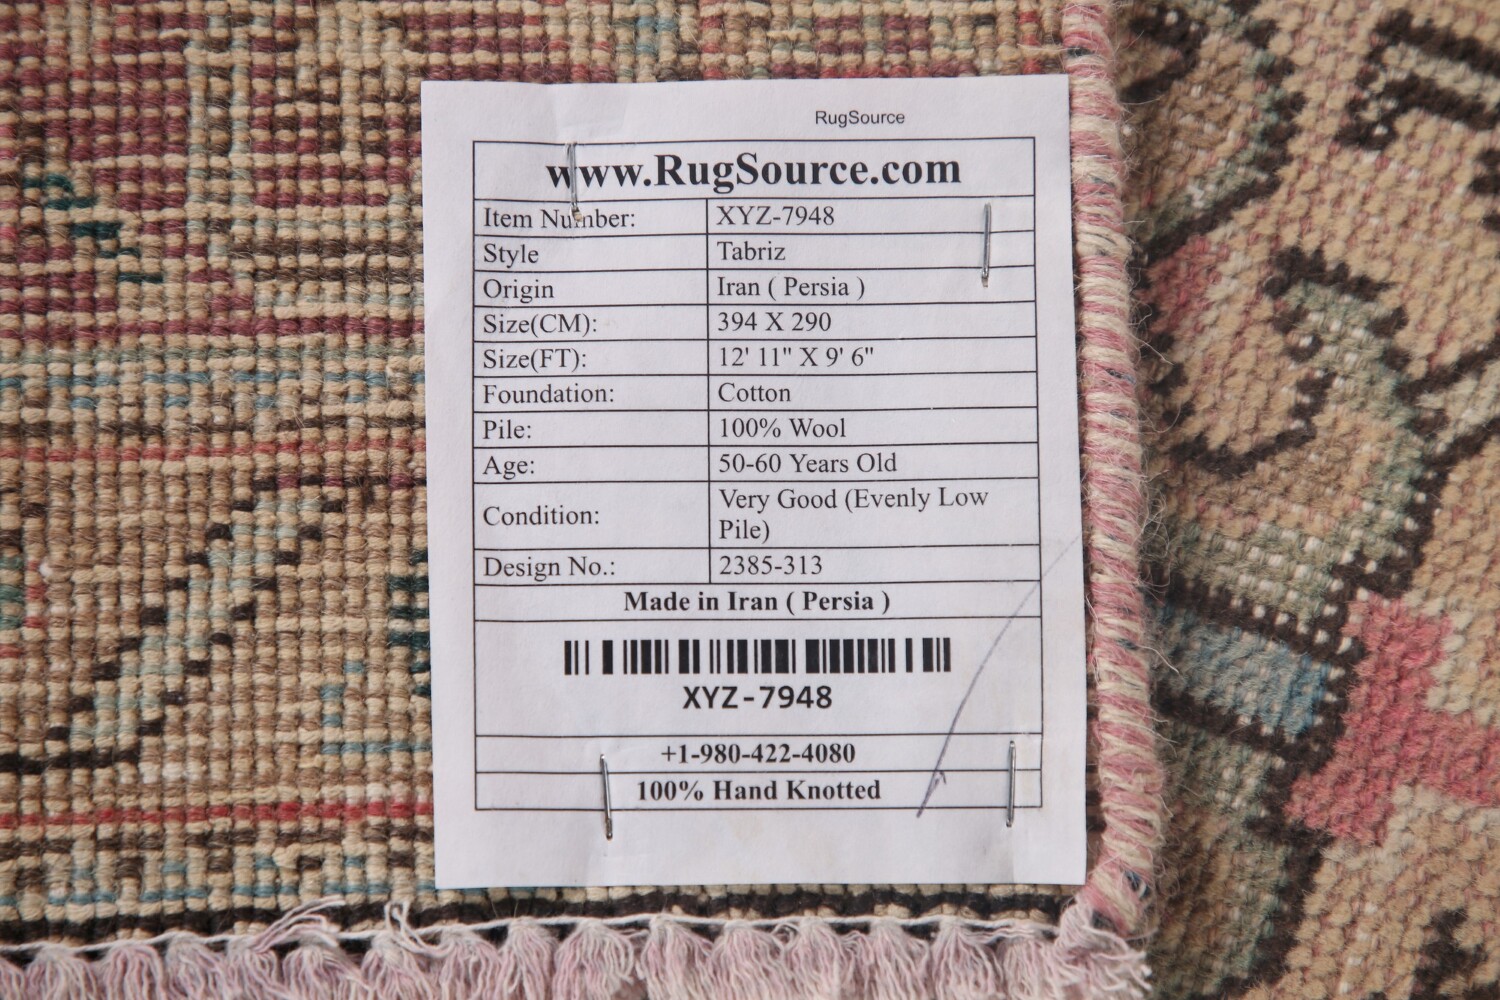 RugSource
www.RugSource.com
Item Number: XYZ-7948
Style Tabriz
Origin Iran ( Persia )
Size(CM): 394 X 290
Size(FT): 12' 11" X 9' 6"
Foundation: Cotton
Pile: 100% Wool
Age: 50-60 Years Old
Condition: Very Good (Evenly Low
Pile)
Design No.: 2385-313
Made in Iran ( Persia )
XYZ-7948
+1-980-422-4080
100% Hand Knotted